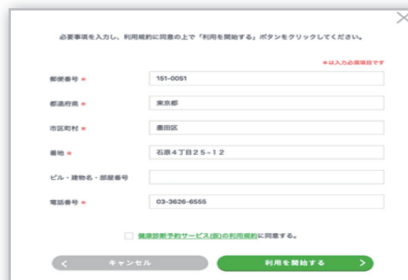 必要事項を入力し、利用規約に同意の上で「利用を開始する」ボタンをクリックしてください。
*は入力必須項目です
郵便番号 * 151-0051
都道府県 * 東京都
市区町村 * 墨田区
番地 * 石原4丁目25-12
ビル・建物名・部屋番号
電話番号 * 03-3626-6555
健康診断予約サービス(仮)の利用規約に同意する。
キャンセル 利用を開始する